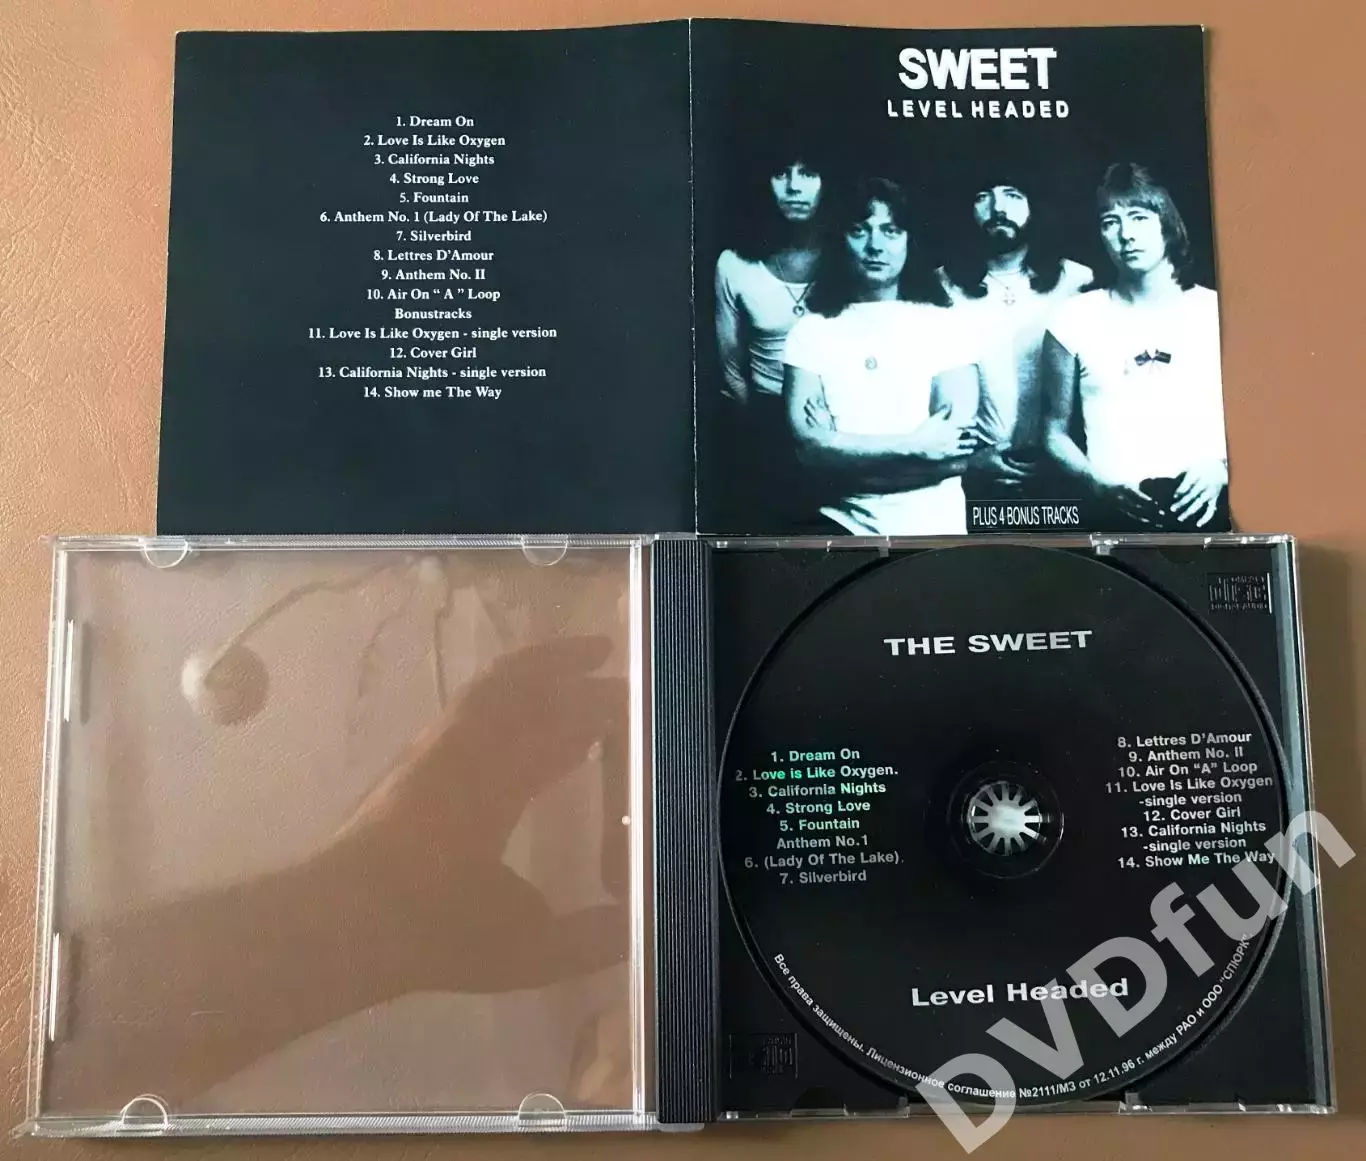 1. Dream On
2. Love Is Like Oxygen
3. California Nights
4. Strong Love
5. Fountain
6. Anthem No. 1 (Lady Of The Lake)
7. Silverbird
8. Lettres D'Amour
9. Anthem No. II
10. Air On “ A ” Loop
Bonustracks
11. Love Is Like Oxygen - single version
12. Cover Girl
13. California Nights - single version
14. Show me The Way
SWEET
LEVEL HEADED
PLUS 4 BONUS TRACKS
COMPACT
disc
DIGITAL AUDIO
THE SWEET
1. Dream On
2. Love is Like Oxygen.
3. California Nights
4. Strong Love
5. Fountain
Anthem No.1
6. (Lady Of The Lake).
7. Silverbird
8. Lettres D'Amour
9. Anthem No. II
10. Air On “A” Loop
11. Love Is Like Oxygen
-single version
12. Cover Girl
13. California Nights
-single version
14. Show Me The Way
Level Headed
Все права защищены. Лицензионное соглашение №2111/МЗ от 12.11.96 г. между РАО и ООО "СПЮРК"
DVDfun